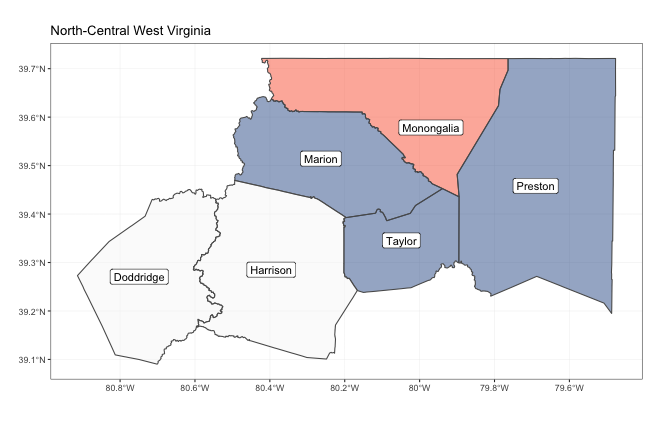 North-Central West Virginia
39.7°N
39.6°N
39.5°N
39.4°N
39.3°N
39.2°N
39.1°N
Monongalia
Marion
Preston
Taylor
Harrison
Doddridge
80.8°W 80.6°W 80.4°W 80.2°W 80°W 79.8°W 79.6°W